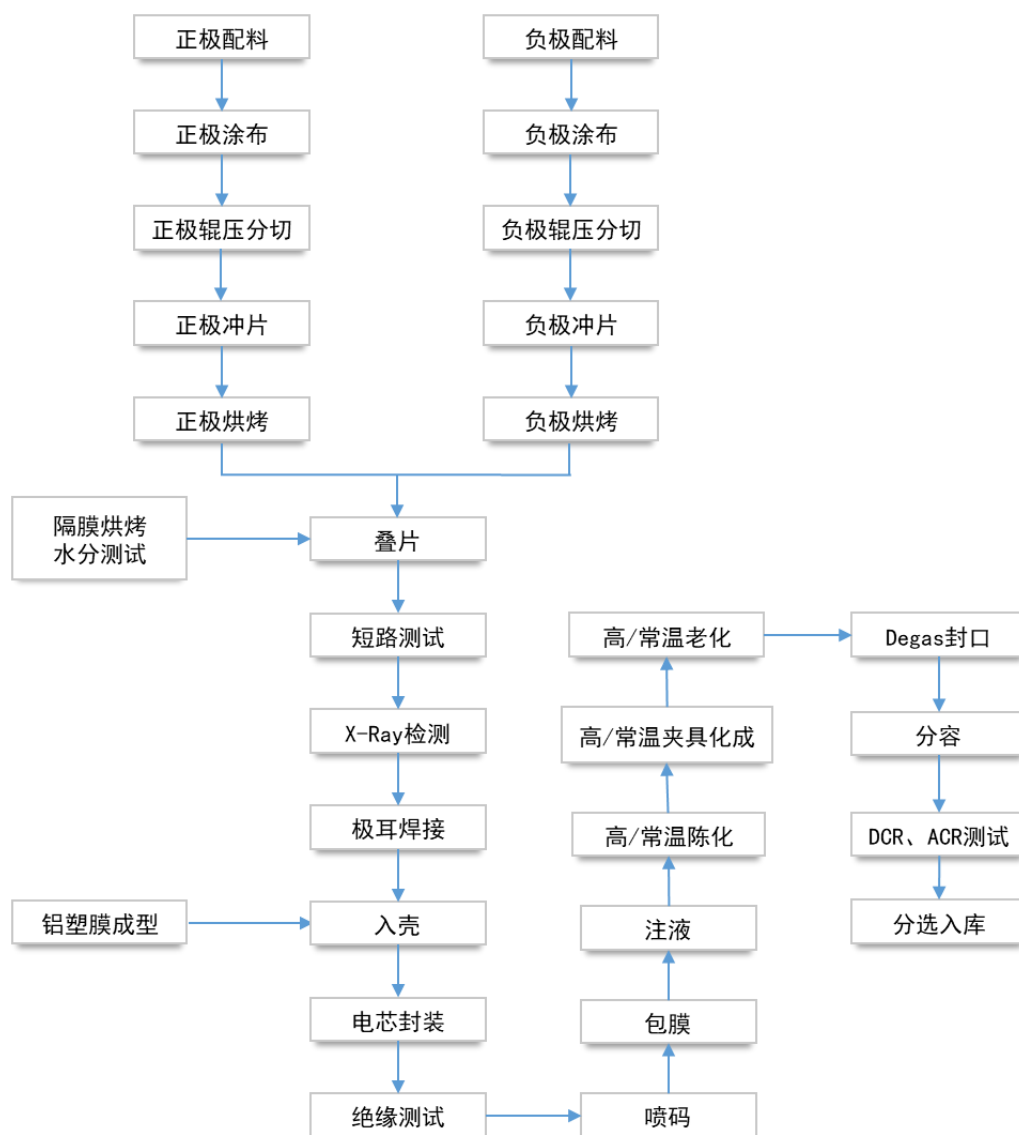 正极配料
负极配料
正极涂布
负极涂布
正极辊压分切
负极辊压分切
正极冲片
负极冲片
正极烘烤
负极烘烤
隔膜烘烤
水分测试
叠片
短路测试
X-Ray检测
极耳焊接
铝塑膜成型
入壳
电芯封装
绝缘测试
喷码
包膜
注液
高/常温陈化
高/常温夹具化成
高/常温老化
Degas封口
分容
DCR、ACR测试
分选入库